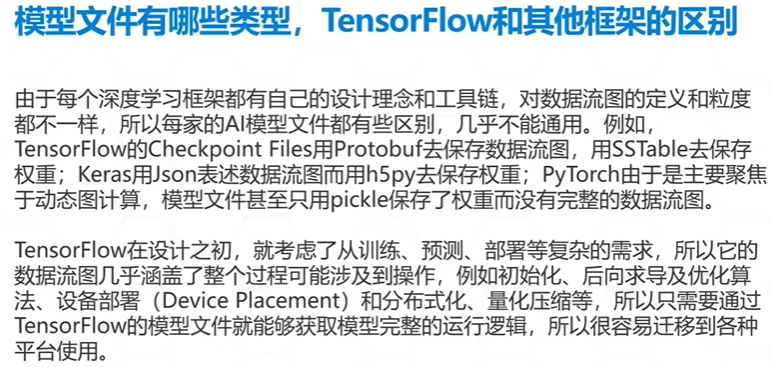 模型文件有哪些类型，TensorFlow和其他框架的区别
由于每个深度学习框架都有自己的设计理念和工具链，对数据流图的定义和粒度
都不一样，所以每家的AI模型文件都有些区别，几乎不能通用。例如，
TensorFlow的Checkpoint Files用Protobuf去保存数据流图，用SSTable去保存
权重；Keras用Json表述数据流图而用h5py去保存权重；PyTorch由于是主要聚焦
于动态图计算，模型文件甚至只用pickle保存了权重而没有完整的数据流图。
TensorFlow在设计之初，就考虑了从训练、预测、部署等复杂的需求，所以它的
数据流图几乎涵盖了整个过程可能涉及到操作，例如初始化、后向求导及优化算
法、设备部署（Device Placement）和分布式化、量化压缩等，所以只需要通过
TensorFlow的模型文件就能够获取模型完整的运行逻辑，所以很容易迁移到各种
平台使用。